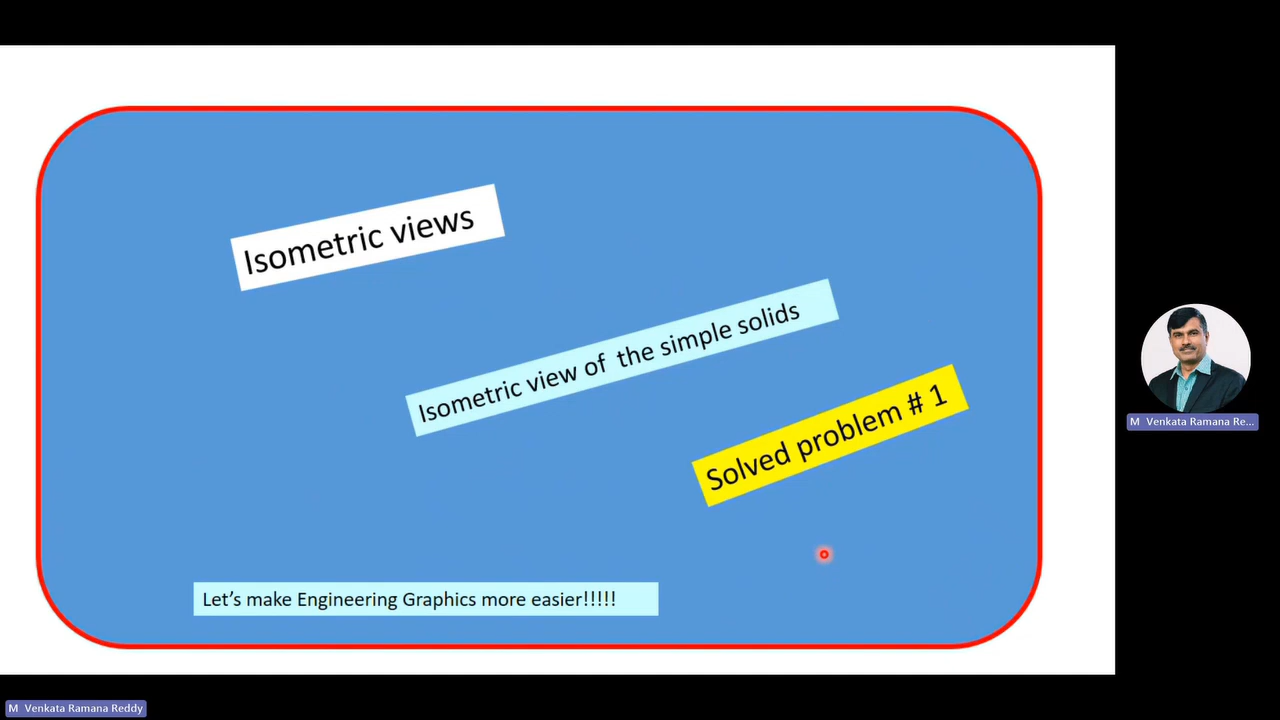 Isometric views
Isometric view of the simple solids
Solved problem # 1
Let's make Engineering Graphics more easier!!!!!
M Venkata Ramana Re...
M Venkata Ramana Reddy